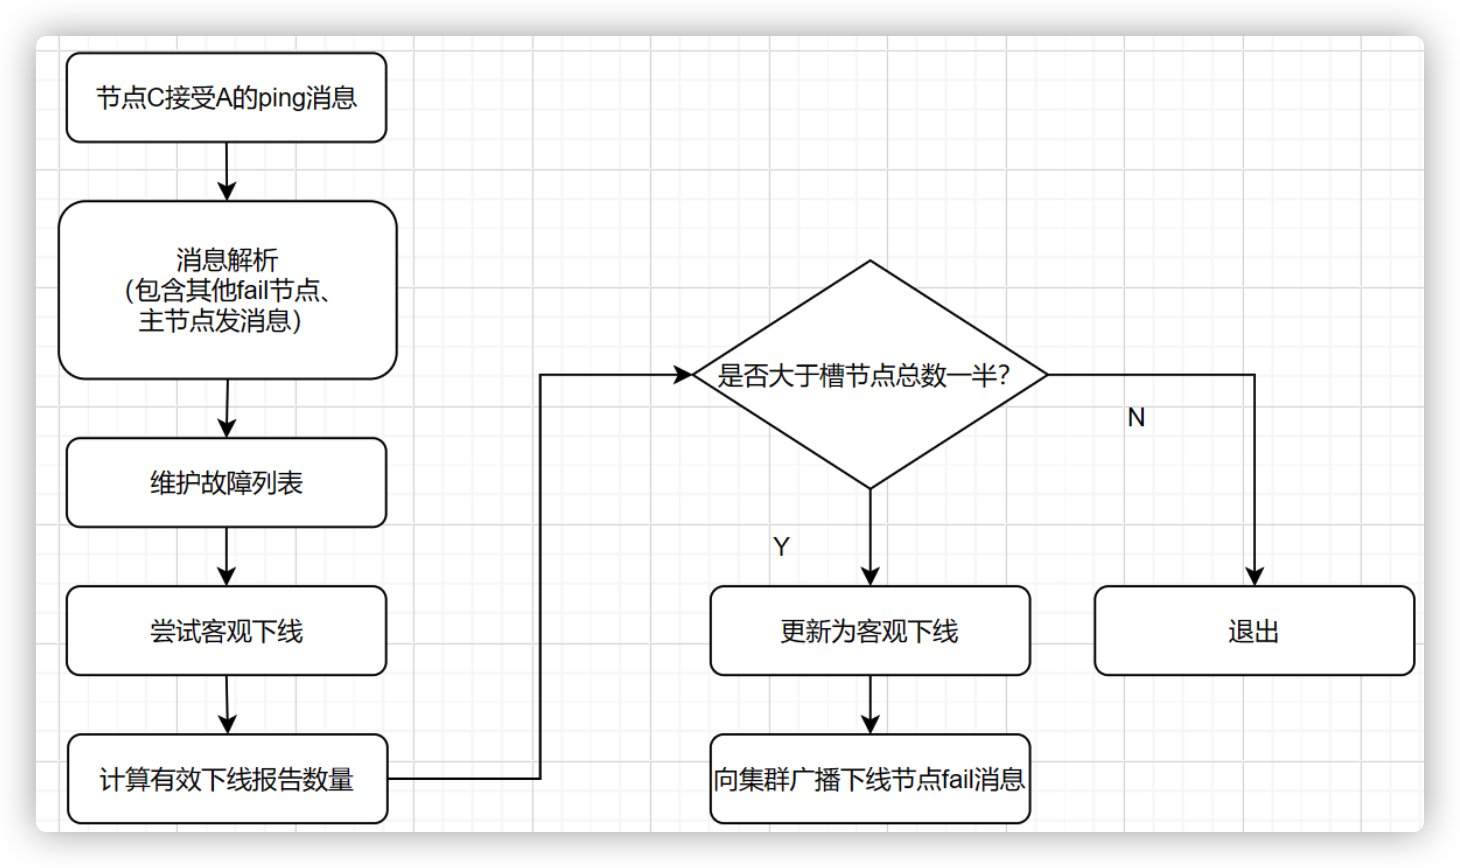 节点C接受A的ping消息
消息解析
（包含其他fail节点、
主节点发消息）
维护故障列表
尝试客观下线
计算有效下线报告数量
是否大于槽节点总数一半？
N
Y
更新为客观下线
退出
向集群广播下线节点fail消息